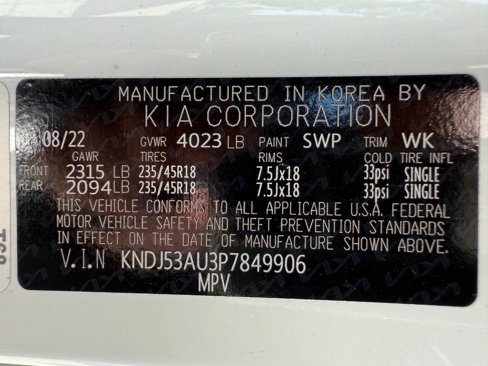 MANUFACTURED IN KOREA BY
KIA CORPORATION
08/22 GVWR 4023 LB PAINT SWP TRIM WK
GAWR TIRES RIMS COLD TIRE INFL
FRONT 2315 LB 235/45R18 7.5Jx18 33psi SINGLE
REAR 2094LB 235/45R18 7.5Jx18 33psi SINGLE
THIS VEHICLE CONFORMS TO ALL APPLICABLE U.S.A. FEDERAL
MOTOR VEHICLE SAFETY AND THEFT PREVENTION STANDARDS
IN EFFECT ON THE DATE OF MANUFACTURE SHOWN ABOVE.
V.I.N KNDJ53AU3P7849906
MPV